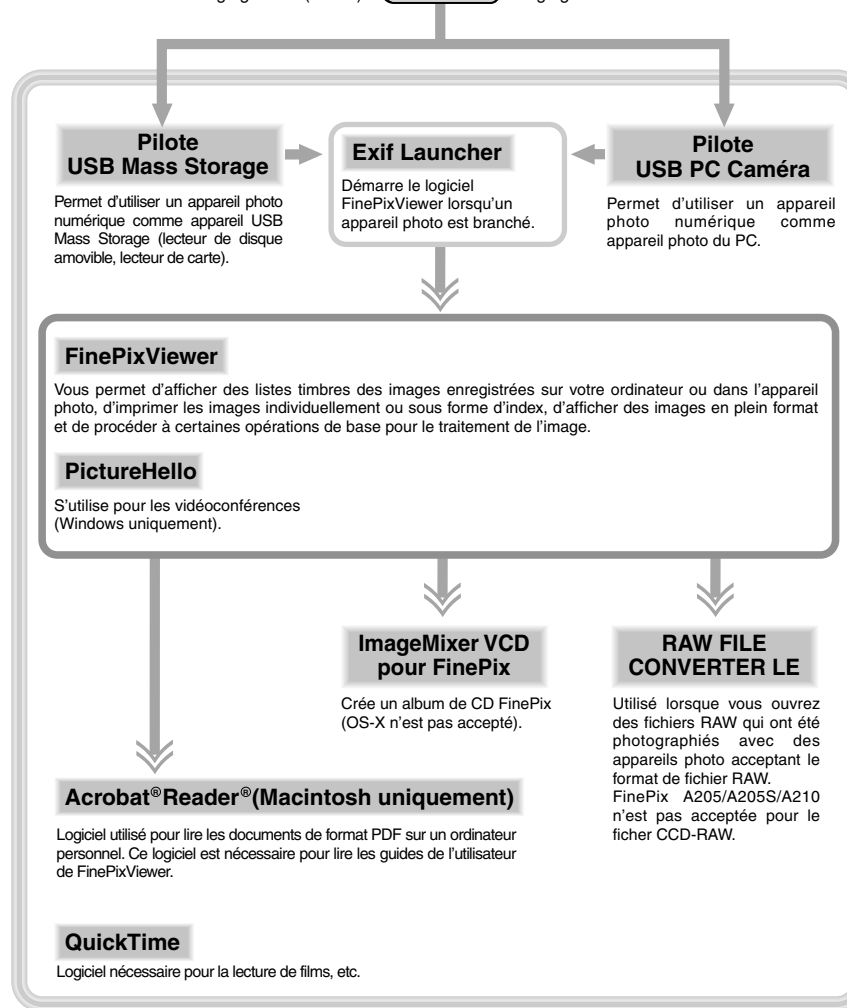 Pilote
USB Mass Storage
Permet d'utiliser un appareil photo
numérique comme appareil USB
Mass Storage (lecteur de disque
amovible, lecteur de carte).
Exif Launcher
Démarre le logiciel
FinePixViewer lorsqu'un
appareil photo est branché.
Pilote
USB PC Caméra
Permet d'utiliser un appareil
photo numérique comme
appareil photo du PC.
FinePixViewer
Vous permet d'afficher des listes timbres des images enregistrées sur votre ordinateur ou dans l'appareil
photo, d'imprimer les images individuellement ou sous forme d'index, d'afficher des images en plein format
et de procéder à certaines opérations de base pour le traitement de l'image.
PictureHello
S'utilise pour les vidéoconférences
(Windows uniquement).
ImageMixer VCD
pour FinePix
Crée un album de CD FinePix
(OS-X n'est pas accepté).
RAW FILE
CONVERTER LE
Utilisé lorsque vous ouvrez
des fichiers RAW qui ont été
photographiés avec des
appareils photo acceptant le
format de fichier RAW.
FinePix A205/A205S/A210
n'est pas acceptée pour le
ficher CCD-RAW.
Acrobat®Reader®(Macintosh uniquement)
Logiciel utilisé pour lire les documents de format PDF sur un ordinateur
personnel. Ce logiciel est nécessaire pour lire les guides de l'utilisateur
de FinePixViewer.
QuickTime
Logiciel nécessaire pour la lecture de films, etc.